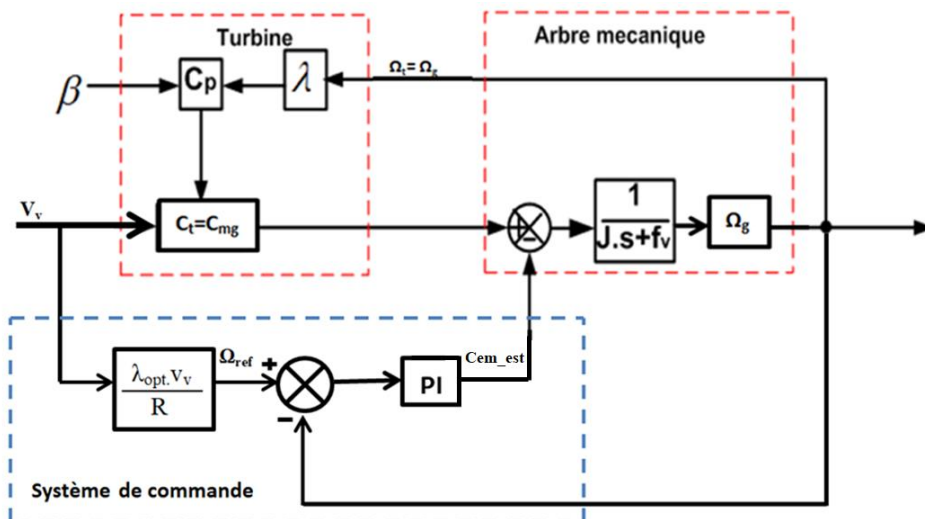 Turbine
Arbre mecanique
β
Cp
λ
Ωt = Ωg
Vv
Ct=Cmg
+
-
1
J.s+fv
Ωg
λopt.Vv
R
Ωref
+
-
PI
Cem_est
Système de commande